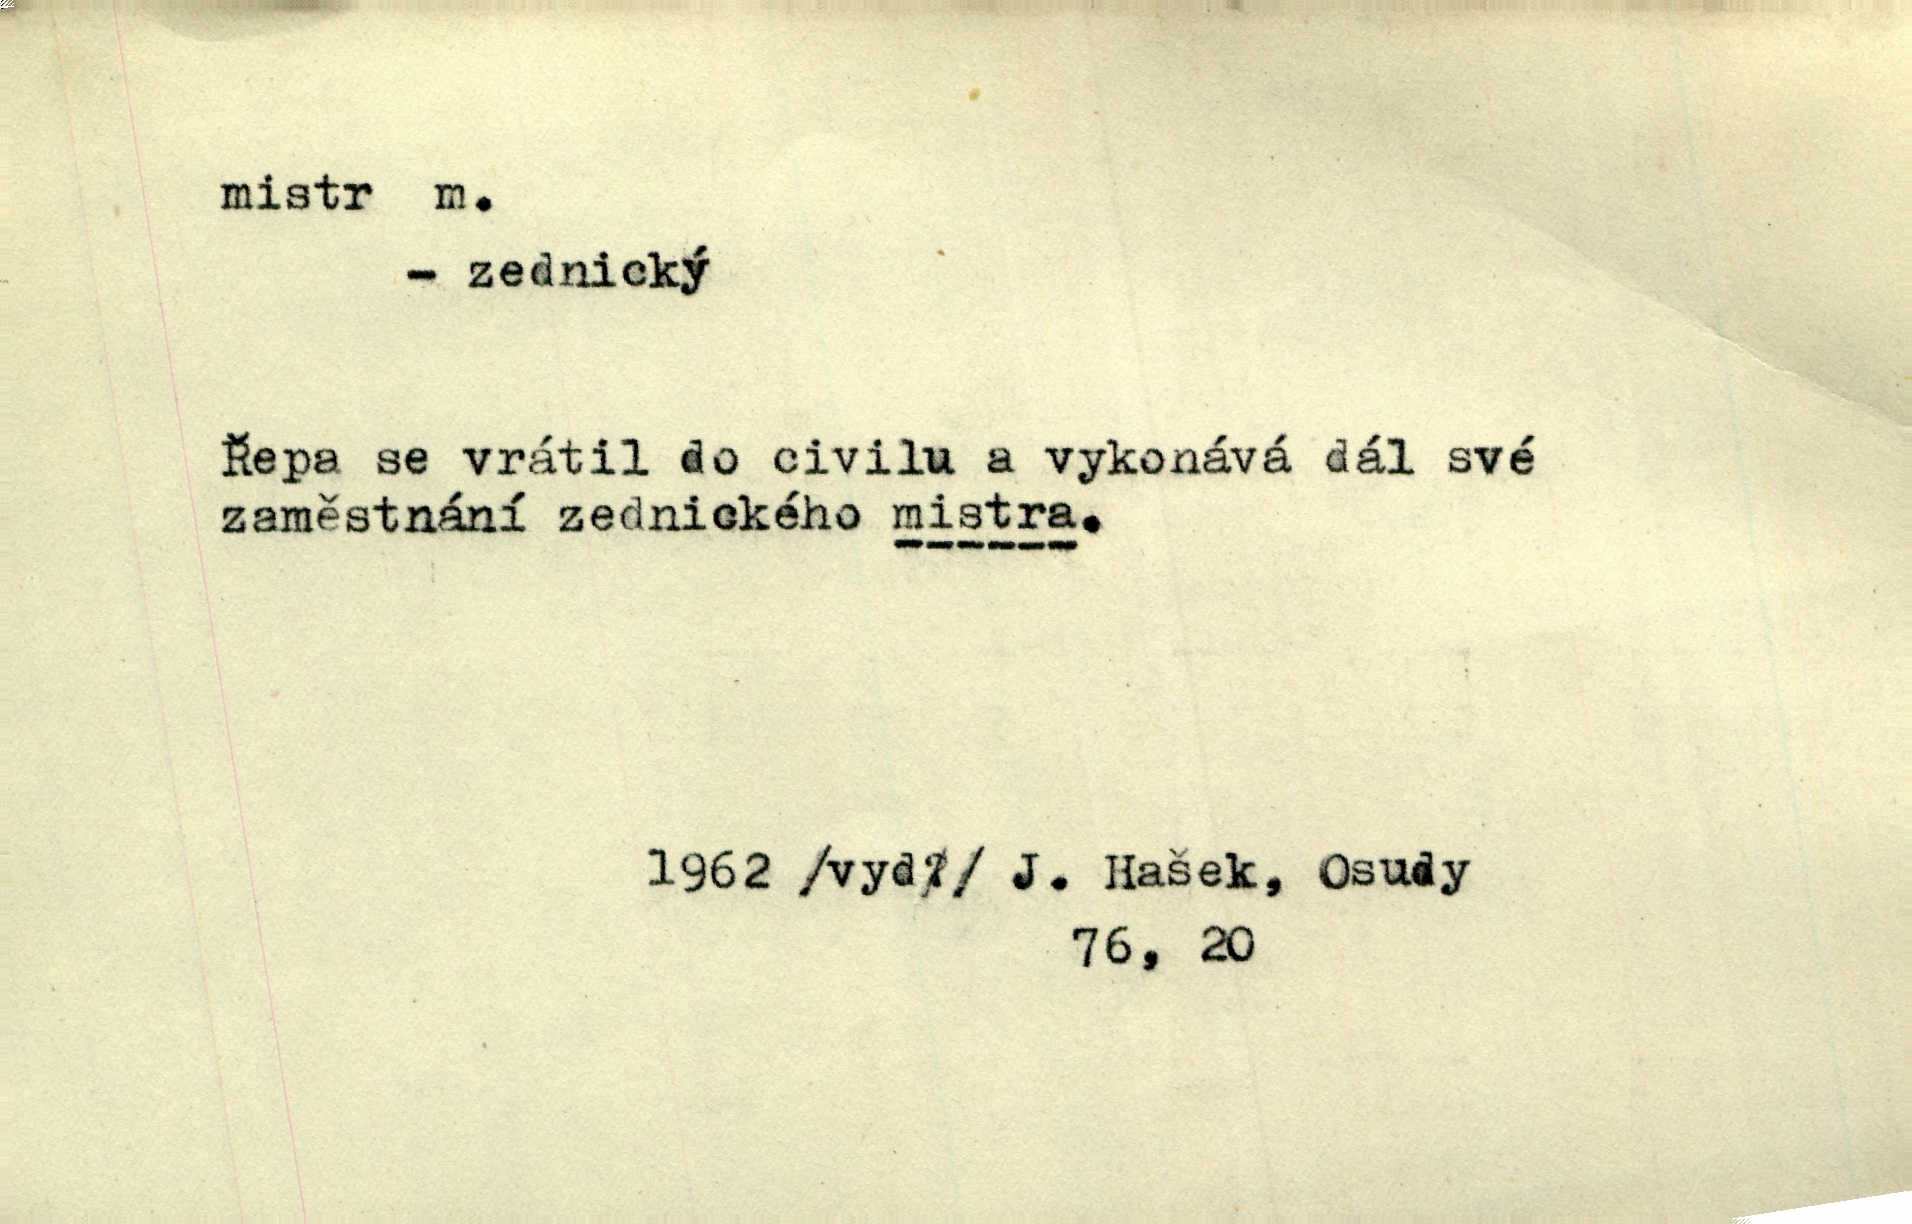 mistr m.
- zednický
Řepa se vrátil do civilu a vykonává dál své
zaměstnání zednického mistra.
1962 /vyd?/ J. Hašek, Osudy
76, 20